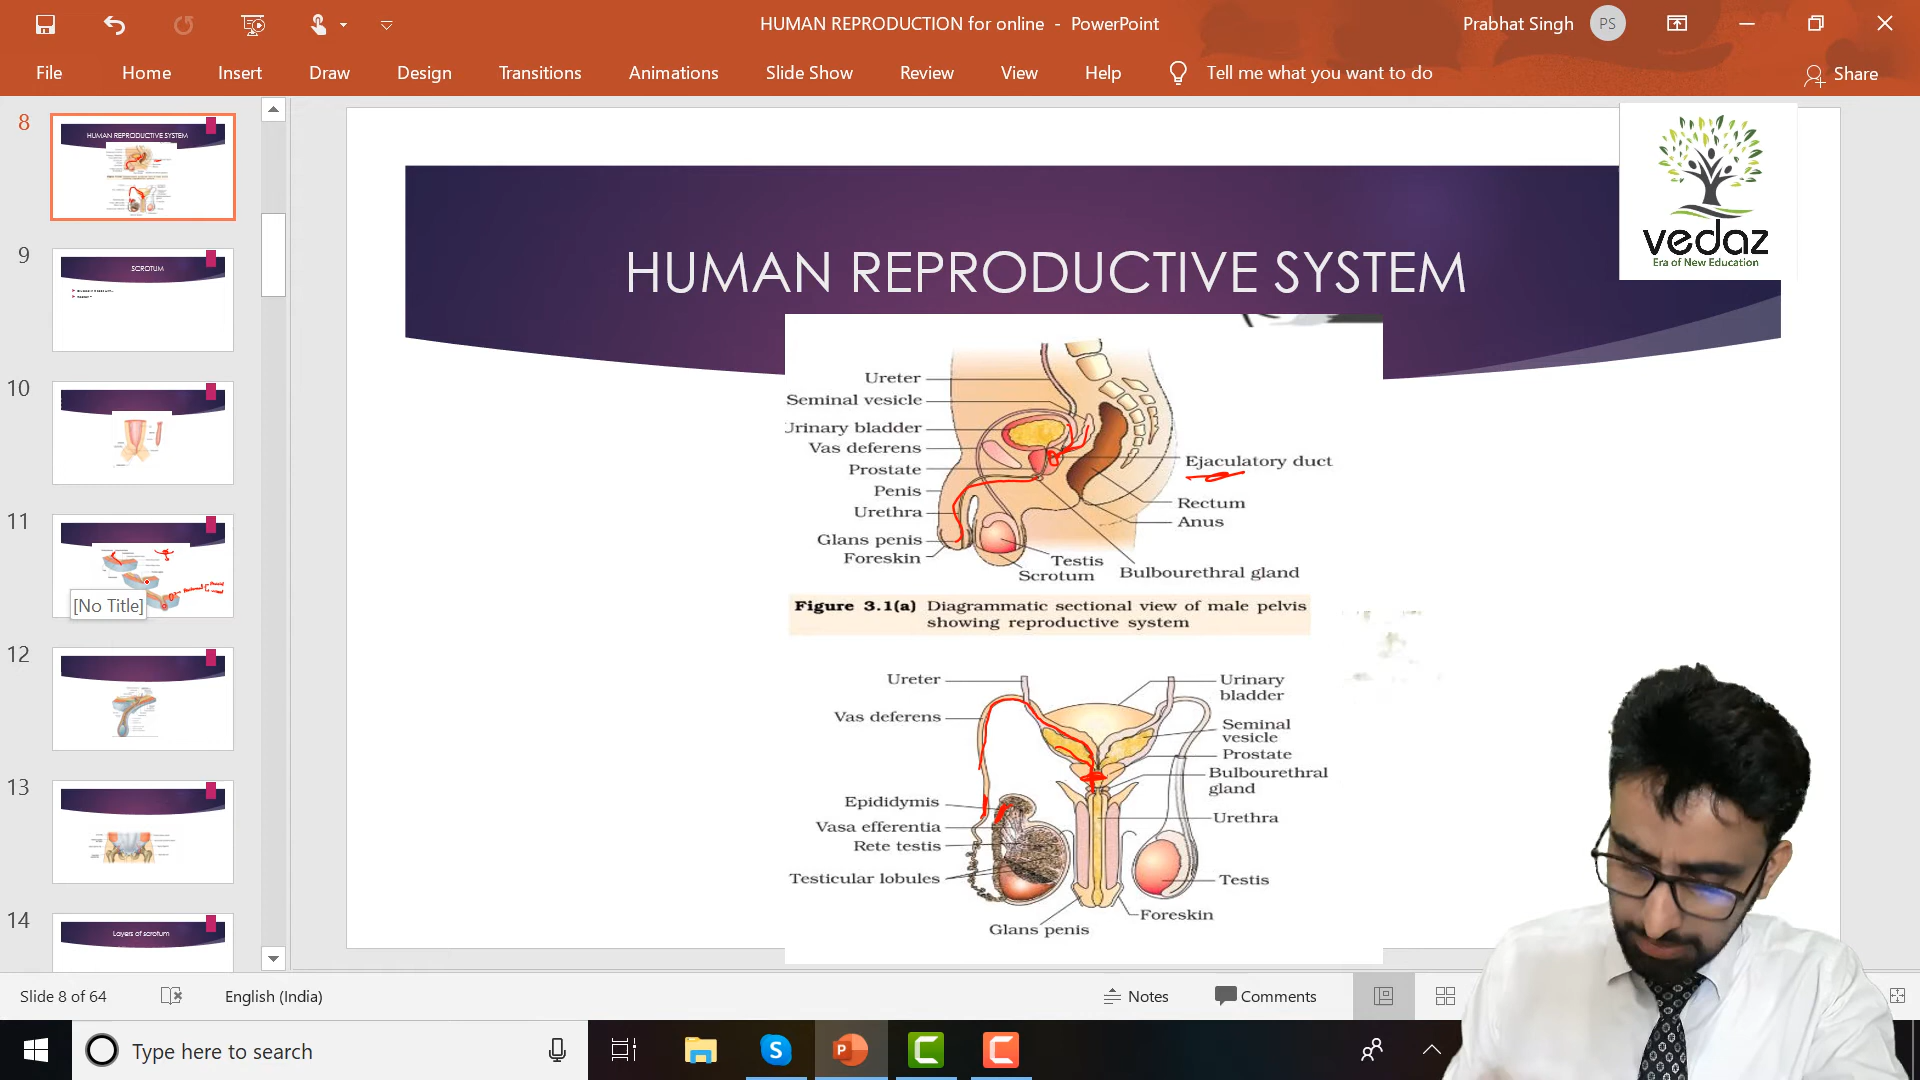 HUMAN REPRODUCTION for online - PowerPoint
Prabhat Singh PS
File Home Insert Draw Design Transitions Animations Slide Show Review View Help Tell me what you want to do Share
8
HUMAN REPRODUCTIVE SYSTEM
9
SCROTUM
10
11
[No Title]
12
13
14
Layers of scrotum
HUMAN REPRODUCTIVE SYSTEM
vedaz
Era of New Education
Ureter
Seminal vesicle
Urinary bladder
Vas deferens
Prostate
Penis
Urethra
Glans penis
Foreskin
Ejaculatory duct
Rectum
Anus
Testis
Scrotum
Bulbourethral gland
Figure 3.1(a) Diagrammatic sectional view of male pelvis
showing reproductive system
Ureter
Vas deferens
Epididymis
Vasa efferentia
Rete testis
Testicular lobules
Glans penis
Urinary
bladder
Seminal
vesicle
Prostate
Bulbourethral
gland
Urethra
Testis
Foreskin
Slide 8 of 64 English (India) Notes Comments
Type here to search